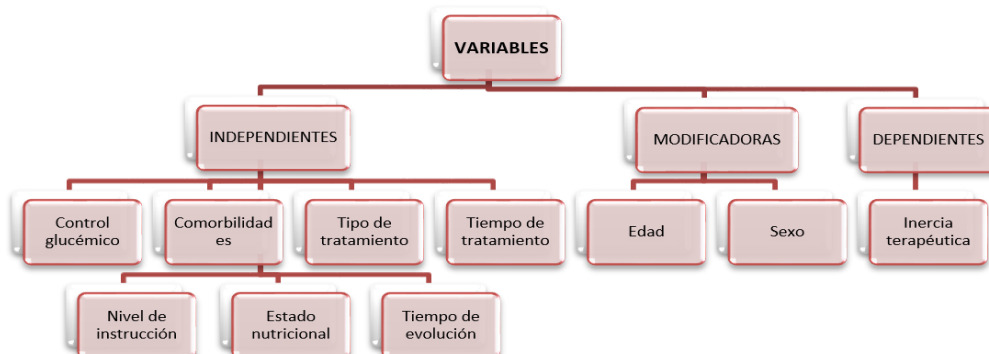 VARIABLES
INDEPENDIENTES
MODIFICADORAS
DEPENDIENTES
Control
glucémico
Comorbilidad
es
Tipo de
tratamiento
Tiempo de
tratamiento
Edad
Sexo
Inercia
terapéutica
Nivel de
instrucción
Estado
nutricional
Tiempo de
evolución